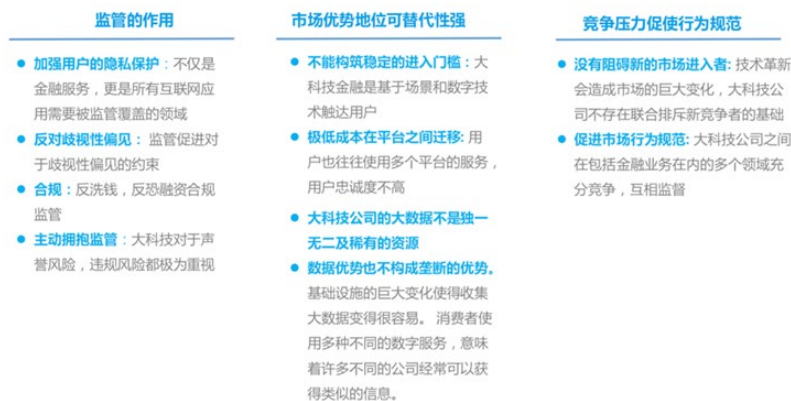 监管的作用
加强用户的隐私保护：不仅是
金融服务，更是所有互联网应
用需要被监管覆盖的领域
反对歧视性偏见： 监管促进对
于歧视性偏见的约束
合规：反洗钱，反恐融资合规
监管
主动拥抱监管：大科技对于声
誉风险，违规风险都极为重视
市场优势地位可替代性强
不能构筑稳定的进入门槛：大
科技金融是基于场景和数字技
术触达用户
极低成本在平台之间迁移: 用
户也往往使用多个平台的服务，
用户忠诚度不高
大科技公司的大数据不是独一
无二及稀有的资源
数据优势也不构成垄断的优势。
基础设施的巨大变化使得收集
大数据变得很容易。 消费者使
用多种不同的数字服务，意味
着许多不同的公司经常可以获
得类似的信息。
竞争压力促使行为规范
没有阻碍新的市场进入者: 技术革新
会造成市场的巨大变化，大科技公
司不存在联合排斥新竞争者的基础
促进市场行为规范: 大科技公司之间
在包括金融业务在内的多个领域充
分竞争，互相监督